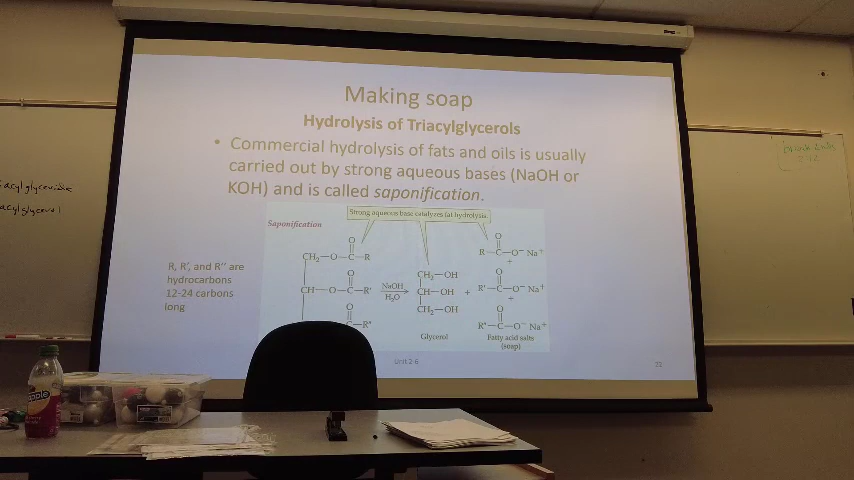 Making soap
Hydrolysis of Triacylglycerols
• Commercial hydrolysis of fats and oils is usually
carried out by strong aqueous bases (NaOH or
KOH) and is called saponification.
Strong aqueous base catalyzes fat hydrolysis.
Saponification
CH₂—O—C—R
O
CH—O—C—R'
O
C—R"
O
NaOH
H₂O
CH₂—OH
CH—OH
CH₂—OH
Glycerol
+
O
R—C—O⁻ Na⁺
+
O
R'—C—O⁻ Na⁺
+
O
R"—C—O⁻ Na⁺
Fatty acid salts
(soap)
R, R', and R'' are
hydrocarbons
12-24 carbons
long
Unit 2-6
acylglyceride
acylglycerol
apple